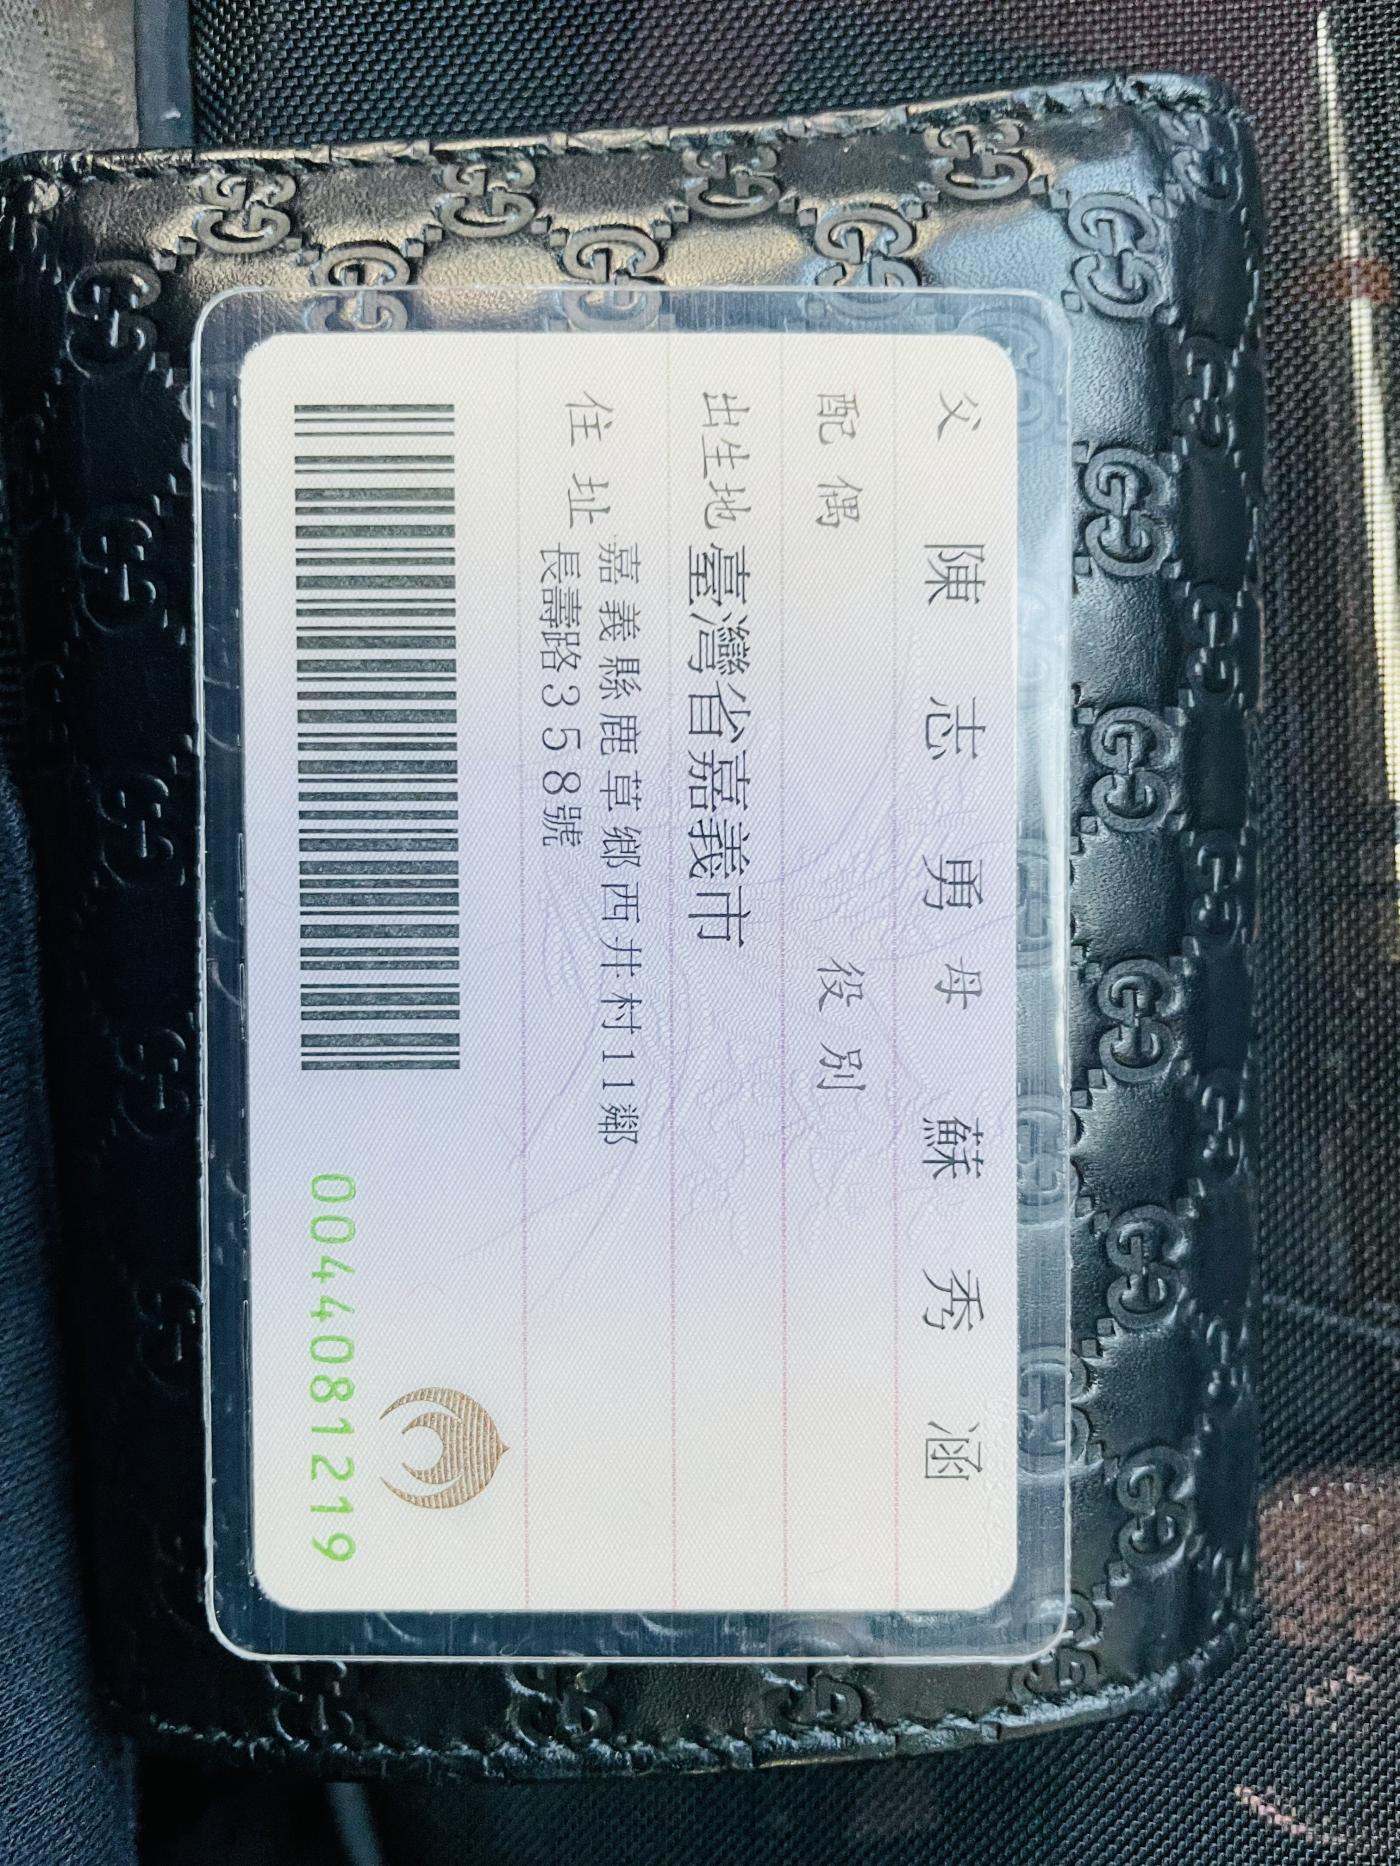 父 陳志勇 母 蘇秀涵
配偶 役別
出生地 臺灣省嘉義市
住址 嘉義縣鹿草鄉西井村11鄰
長壽路358號
0044081219